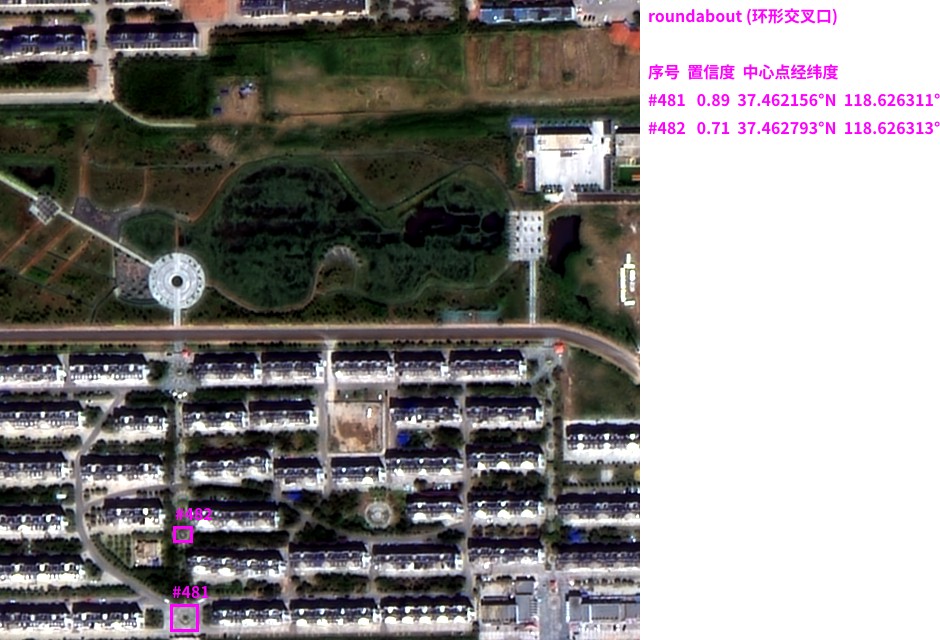 roundabout (环形交叉口)
序号 置信度 中心点经纬度
#481 0.89 37.462156°N 118.626311°
#482 0.71 37.462793°N 118.626313°
#482
#481